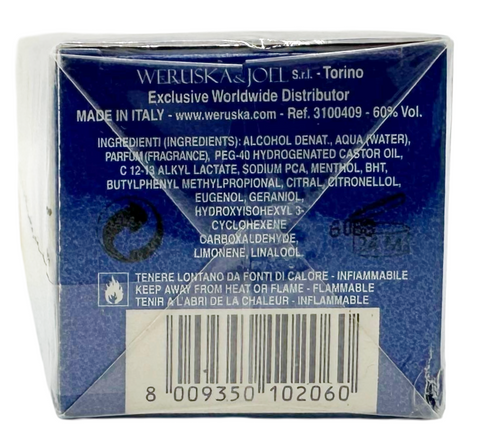 WERUSKA&JOEL S.r.l. - Torino
Exclusive Worldwide Distributor
MADE IN ITALY - www.weruska.com - Ref. 3100409 - 60% Vol.
INGREDIENTI (INGREDIENTS): ALCOHOL DENAT., AQUA (WATER),
PARFUM (FRAGRANCE), PEG-40 HYDROGENATED CASTOR OIL,
C 12-13 ALKYL LACTATE, SODIUM PCA, MENTHOL, BHT,
BUTYLPHENYL METHYLPROPIONAL, CITRAL, CITRONELLOL,
EUGENOL, GERANIOL,
HYDROXYISOHEXYL 3-
CYCLOHEXENE
CARBOXALDEHYDE,
LIMONENE, LINALOOL.
TENERE LONTANO DA FONTI DI CALORE - INFIAMMABILE
KEEP AWAY FROM HEAT OR FLAME - FLAMMABLE
TENIR A L'ABRI DE LA CHALEUR - INFLAMMABLE
8 009350 102060